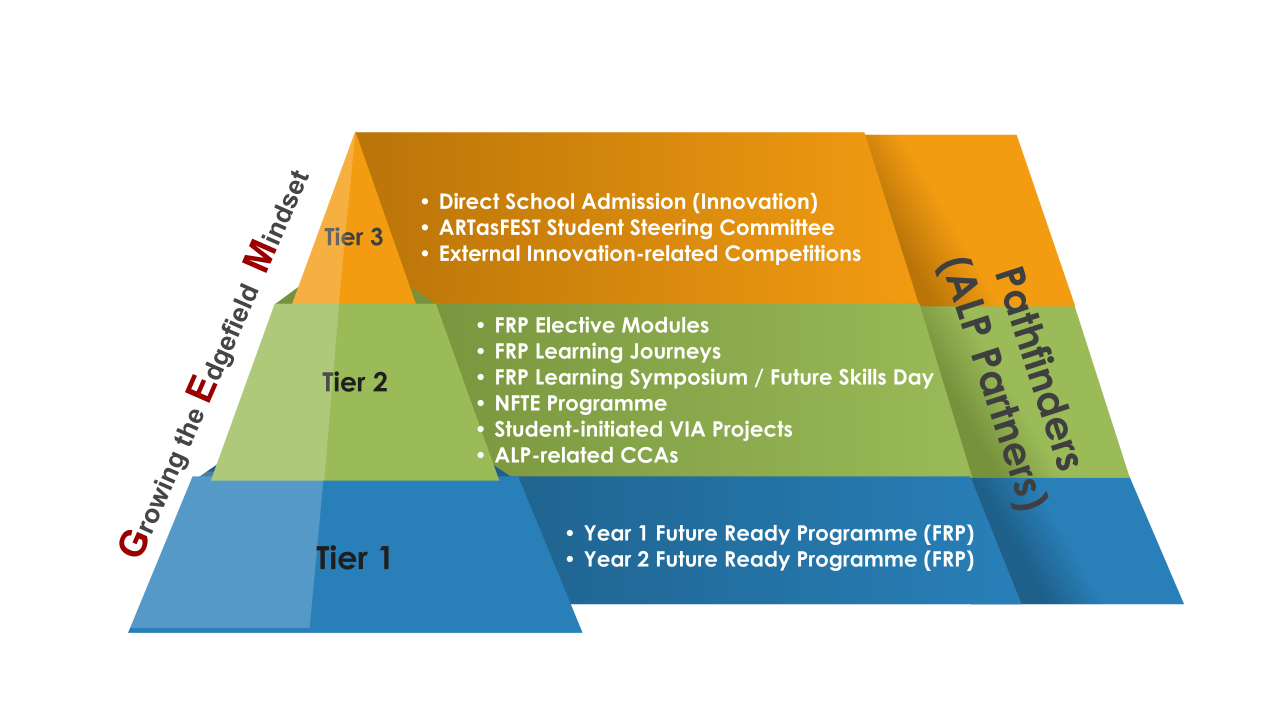 Growing the Edgefield Mindset
Tier 3
• Direct School Admission (Innovation)
• ARTasFEST Student Steering Committee
• External Innovation-related Competitions
Tier 2
• FRP Elective Modules
• FRP Learning Journeys
• FRP Learning Symposium / Future Skills Day
• NFTE Programme
• Student-initiated VIA Projects
• ALP-related CCAs
Tier 1
• Year 1 Future Ready Programme (FRP)
• Year 2 Future Ready Programme (FRP)
Pathfinders
(ALP Partners)